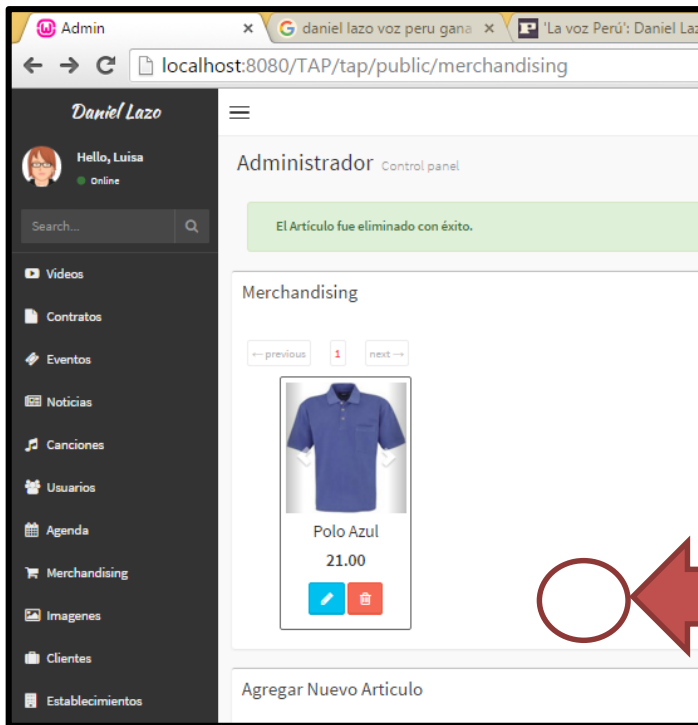 Admin
daniel lazo voz peru gana
'La voz Perú': Daniel Laz
localhost:8080/TAP/tap/public/merchandising
Daniel Lazo
Hello, Luisa
Online
Search...
Videos
Contratos
Eventos
Noticias
Canciones
Usuarios
Agenda
Merchandising
Imagenes
Clientes
Establecimientos
Administrador Control panel
El Artículo fue eliminado con éxito.
Merchandising
← previous 1 next →
Polo Azul
21.00
Agregar Nuevo Articulo